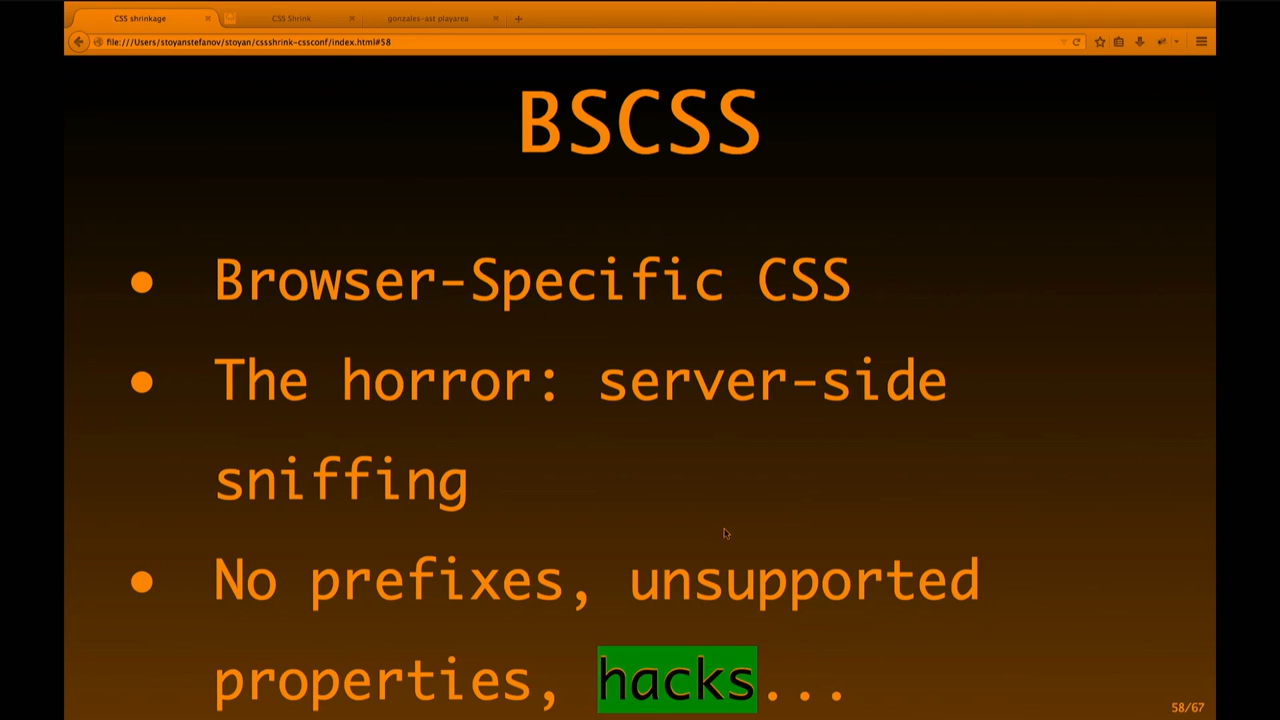 CSS shrinkage
CSS Shrink
gonzales-ast playarea
file:///Users/stoyanstefanov/stoyan/cssshrink-cssconf/index.html#58
BSCSS
• Browser-Specific CSS
• The horror: server-side
sniffing
• No prefixes, unsupported
properties, hacks...
58/67